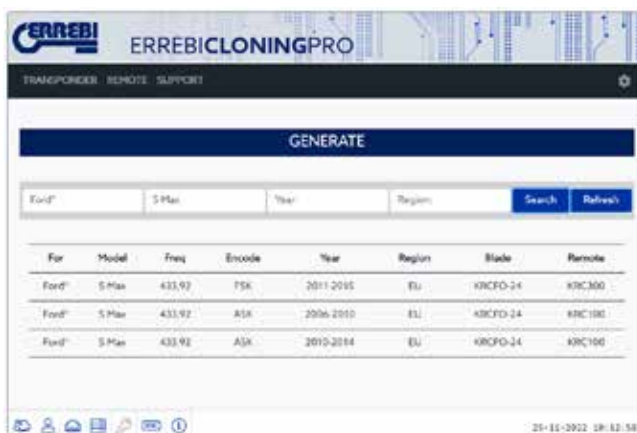 ERREBI
ERREBICLONINGPRO
TRANSPONDER REMOTE SUPPORT
GENERATE
Ford* S Max Year Region Search Refresh
For Model Freq Encode Year Region Blade Remote
Ford* S Max 433,92 FSK 2011-2015 EU KRCFO-24 KRC300
Ford* S Max 433,92 ASK 2006-2010 EU KRCFO-24 KRC100
Ford* S Max 433,92 ASK 2010-2014 EU KRCFO-24 KRC100